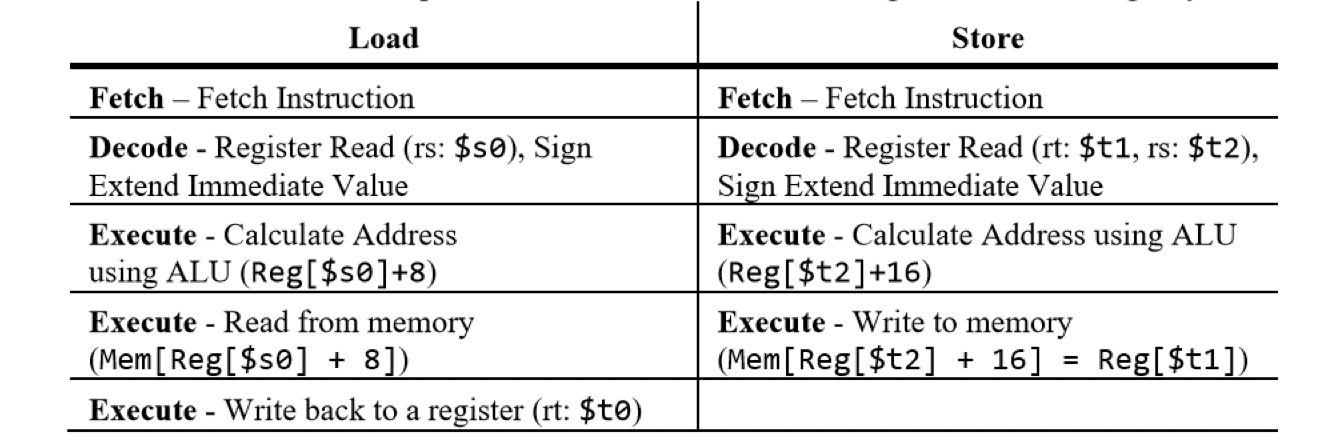 Load
Store
Fetch – Fetch Instruction
Fetch – Fetch Instruction
Decode - Register Read (rs: $s0), Sign
Extend Immediate Value
Decode - Register Read (rt: $t1, rs: $t2),
Sign Extend Immediate Value
Execute - Calculate Address
using ALU (Reg[$s0]+8)
Execute - Calculate Address using ALU
(Reg[$t2]+16)
Execute - Read from memory
(Mem[Reg[$s0] + 8])
Execute - Write to memory
(Mem[Reg[$t2] + 16] = Reg[$t1])
Execute - Write back to a register (rt: $t0)